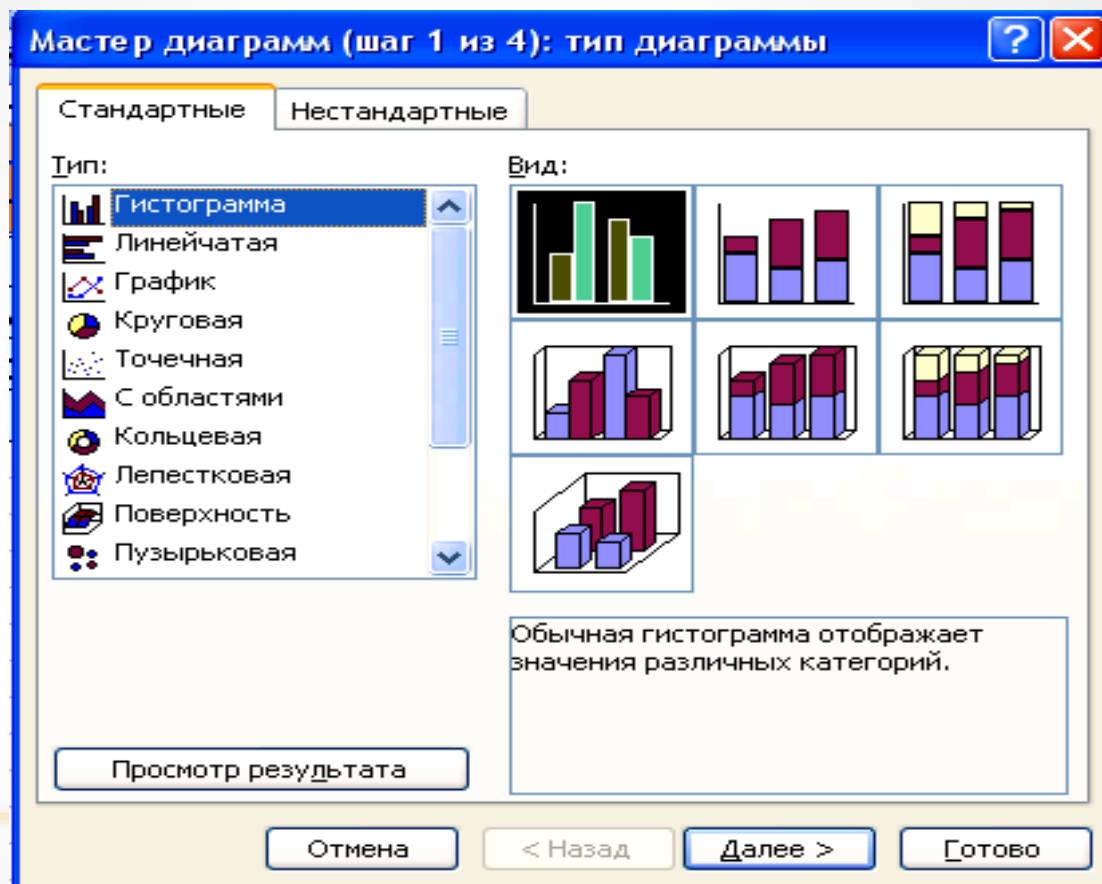 Мастер диаграмм (шаг 1 из 4): тип диаграммы
Стандартные
Нестандартные
Тип:
Гистограмма
Линейчатая
График
Круговая
Точечная
С областями
Кольцевая
Лепестковая
Поверхность
Пузырьковая
Вид:
Обычная гистограмма отображает
значения различных категорий.
Просмотр результата
Отмена
< Назад
Далее >
Готово